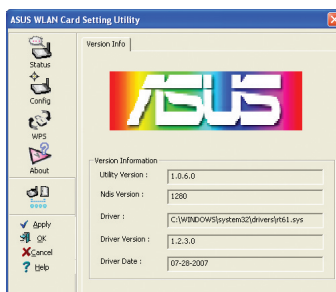 ASUS WLAN Card Setting Utility
Status
Config
WPS
About
Apply
OK
Cancel
Help
Version Info
ASUS
Version Information
Utility Version : 1.0.6.0
Ndis Version : 1280
Driver : C:\WINDOWS\system32\drivers\rt61.sys
Driver Version : 1.2.3.0
Driver Date : 07-28-2007